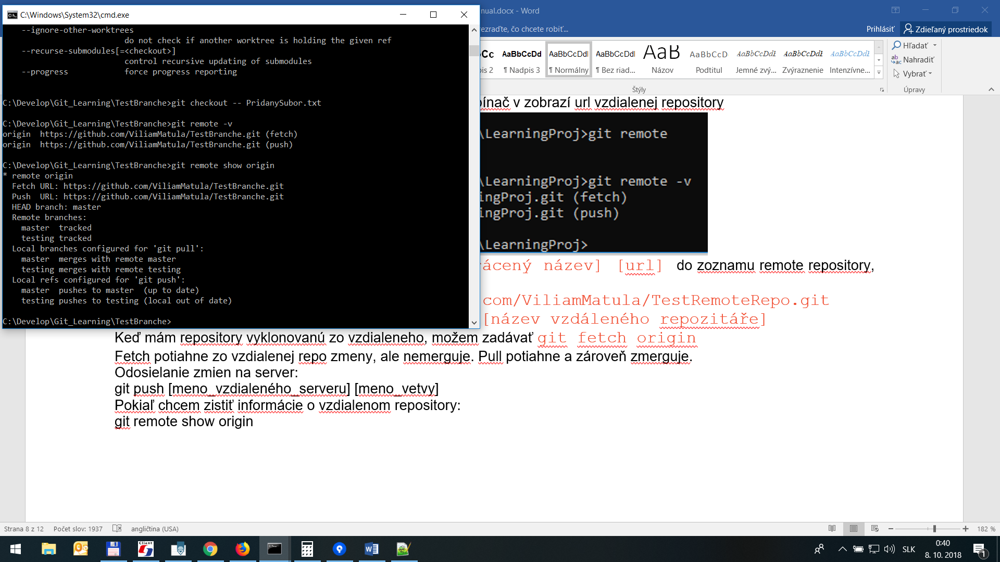 C:\Windows\System32\cmd.exe
--ignore-other-worktrees
do not check if another worktree is holding the given ref
--recurse-submodules[=<checkout>]
control recursive updating of submodules
--progress force progress reporting
C:\Develop\Git_Learning\TestBranche>git checkout -- PridanySubor.txt
C:\Develop\Git_Learning\TestBranche>git remote -v
origin https://github.com/ViliamMatula/TestBranche.git (fetch)
origin https://github.com/ViliamMatula/TestBranche.git (push)
C:\Develop\Git_Learning\TestBranche>git remote show origin
* remote origin
Fetch URL: https://github.com/ViliamMatula/TestBranche.git
Push URL: https://github.com/ViliamMatula/TestBranche.git
HEAD branch: master
Remote branches:
master tracked
testing tracked
Local branches configured for 'git pull':
master merges with remote master
testing merges with remote testing
Local refs configured for 'git push':
master pushes to master (up to date)
testing pushes to testing (local out of date)
C:\Develop\Git_Learning\TestBranche>
nual.docx - Word
ezraďte, čo chcete robiť...
Prihlásiť Zdieľaný prostriedok
Cc AaBbCcDd AaBbCcDdI AaBbCcDdI AaB AaBbCcD AaBbCcDdE AaBbCcDdE AaBbCcDdE
pis 2 ¶ Nadpis 3 ¶ Normálny ¶ Bez riad... Názov Podtitul Jemné zvý... Zvýraznenie Intenzívne...
Štýly
Hľadať
Nahradiť
Vybrať
Úpravy
pínač v zobrazí url vzdialenej repository
\LearningProj>git remote
\LearningProj>git remote -v
ingProj.git (fetch)
ingProj.git (push)
\LearningProj>
rácený název] [url] do zoznamu remote repository,
com/ViliamMatula/TestRemoteRepo.git
[název vzdáleného repozitáře]
Keď mám repository vyklonovanú zo vzdialeneho, možem zadávať git fetch origin
Fetch potiahne zo vzdialenej repo zmeny, ale nemerguje. Pull potiahne a zároveň zmerguje.
Odosielanie zmien na server:
git push [meno_vzdialeného_serveru] [meno_vetvy]
Pokiaľ chcem zistiť informácie o vzdialenom repository:
git remote show origin
Strana 8 z 12 Počet slov: 1937 angličtina (USA)
182 %
Client
SLK
0:40
8. 10. 2018
1